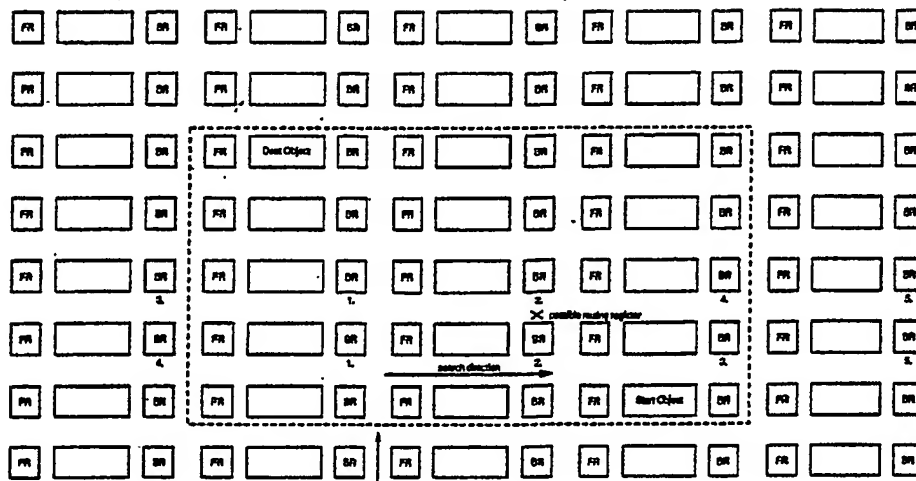 FR BR FR BR FR BR FR BR FR BR
FR BR FR BR FR BR FR BR FR BR
FR BR FR Dest Object BR FR BR FR BR FR BR
FR BR FR BR FR BR FR BR FR BR
FR BR FR BR FR BR FR BR FR BR
3. 1. 2. 4. 5.
possible routing register
FR BR FR BR FR BR FR BR FR BR
4. 1. 2. 3. 5.
search direction
FR BR FR BR FR BR FR Start Object BR FR BR
FR BR FR BR FR BR FR BR FR BR